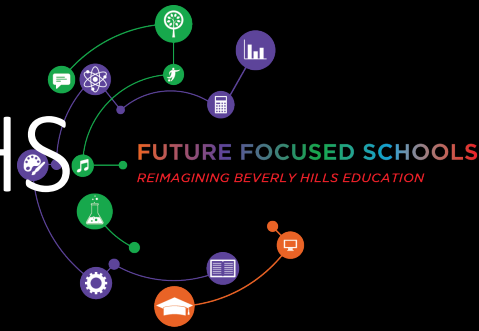 HS
FUTURE FOCUSED SCHOOLS
REIMAGINING BEVERLY HILLS EDUCATION